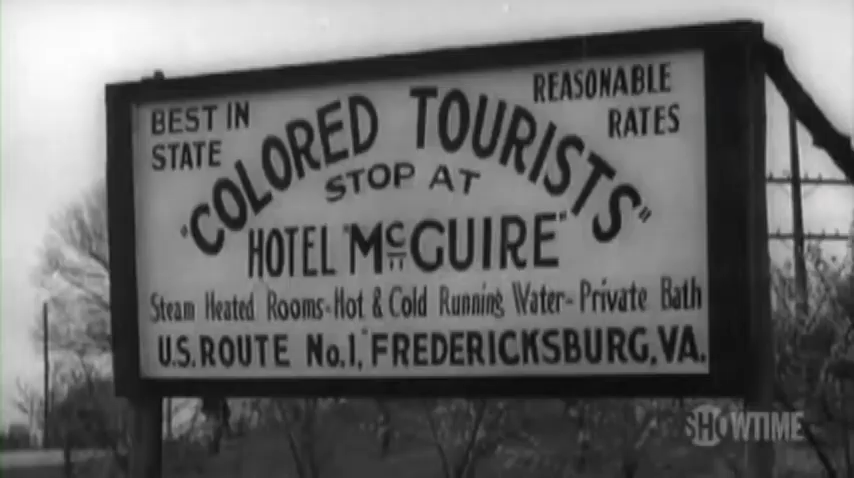 BEST IN
STATE
REASONABLE
RATES
"COLORED TOURISTS"
STOP AT
HOTEL "McGUIRE"
Steam Heated Rooms-Hot & Cold Running Water-Private Bath
U.S. ROUTE No.1," FREDERICKSBURG, VA.
SHOWTIME